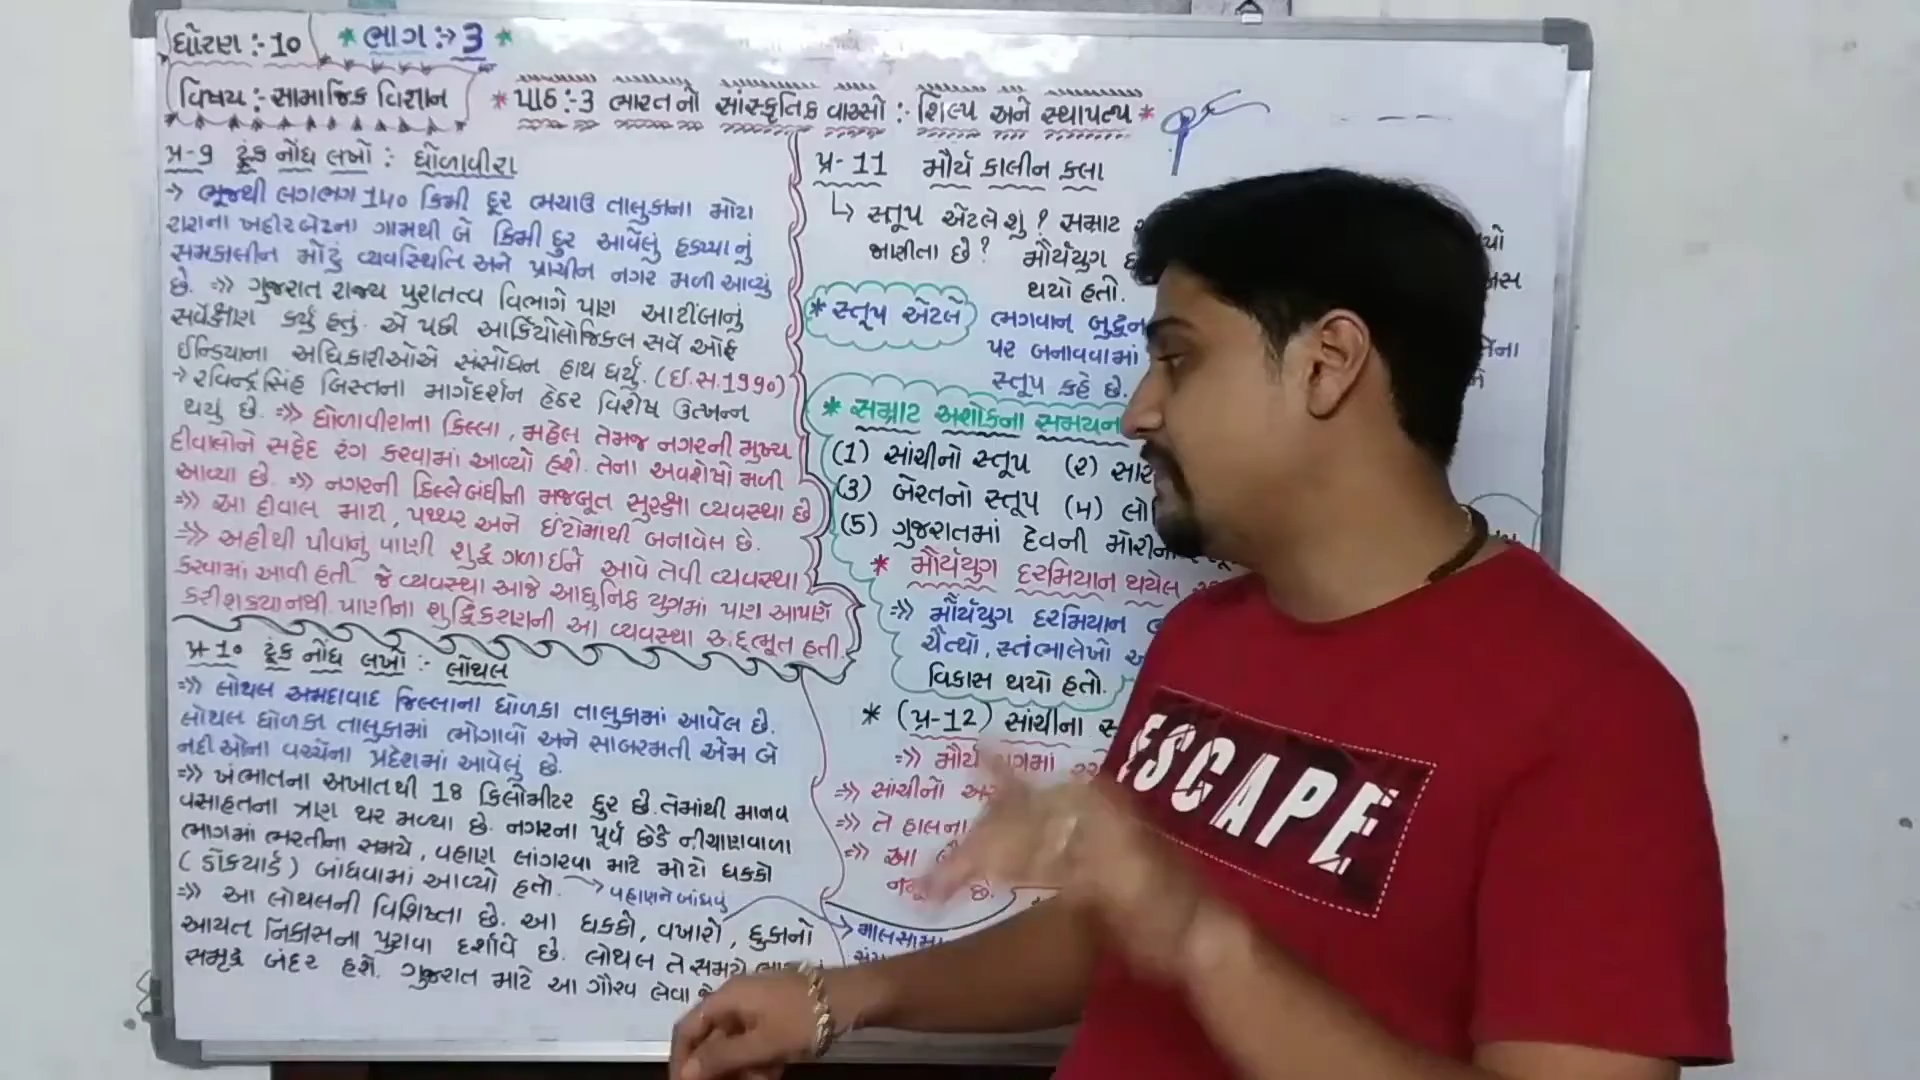 ધોરણ :- 10
* ભાગ :-> 3 *
વિષય :- સામાજિક વિજ્ઞાન
* પાઠ :- 3 ભારતનો સાંસ્કૃતિક વારસો :- શિલ્પ અને સ્થાપત્ય *
પ્ર-9 ટૂંક નોંધ લખો : ધોળાવીરા
→ ભૂજથી લગભગ 140 કિમી દૂર ભચાઉ તાલુકાના મોટા
રણના ખદીરબેટના ગામથી બે કિમી દુર આવેલું હડપ્પાનું
સમકાલીન મોટું વ્યવસ્થિતિ અને પ્રાચીન નગર મળી આવ્યું
છે. =>> ગુજરાત રાજ્ય પુરાતત્વ વિભાગે પણ આટીંલાનું
સર્વેક્ષણ કર્યું હતું. એ પછી આર્કિયોલોજિકલ સર્વે ઓફ
ઈન્ડિયાના અધિકારીઓએ સંસોધન હાથ ધર્યું. (ઇ.સ.1990)
→ રવિન્દ્રસિંહ બિસ્તના માર્ગદર્શન હેઠર વિશેષ ઉત્ખન્ન
થયું છે. =>> ધોળાવીરાના કિલ્લા, મહેલ તેમજ નગરની મુખ્ય
દીવાલોને સફેદ રંગ કરવામાં આવ્યો હશે. તેના અવશેષો મળી
આવ્યા છે. =>> નગરની કિલ્લેબંધીની મજબૂત સુરક્ષા વ્યવસ્થા છે
=>> આ દીવાલ માટી, પથ્થર અને ઈંટોમાંથી બનાવેલ છે.
=>> અહીથી પીવાનું પાણી શુદ્ધ ગળાઈને આવે તેવી વ્યવસ્થા
કરવામાં આવી હતી. જે વ્યવસ્થા આજે આધુનિક યુગમાં પણ આપણે
કરી શક્યા નથી. પાણીના શુદ્ધિકરણની આ વ્યવસ્થા અદ્ભૂત હતી.
પ્ર-10 ટૂંક નોંધ લખો :- લોથલ
=>> લોથલ અમદાવાદ જિલ્લાના ધોળકા તાલુકામાં આવેલ છે.
લોથલ ધોળકા તાલુકામાં ભોગાવો અને સાબરમતી એમ બે
નદીઓના વચ્ચેના પ્રદેશમાં આવેલું છે.
=>> ખંભાતના અખાતથી 18 કિલોમીટર દુર છે. તેમાંથી માનવ
વસાહતના ત્રણ થર મળ્યા છે. નગરના પૂર્વ છેડે નીચાણવાળા
ભાગમાં ભરતીના સમયે, વહાણ લાંગરવા માટે મોટો ધક્કો
(ડોકયાર્ડ) બાંધવામાં આવ્યો હતો. → વહાણને બાંધવું
=>> આ લોથલની વિશિષ્તા છે. આ ધક્કો, વખારો, દુકાનો
આયત નિકાસના પુરાવા દર્શાવે છે. લોથલ તે સમયે
સમૃદ્ર બંદર હશે. ગુજરાત માટે આ ગૌરવ લેવા
→ માલસામા
પ્ર- 11 મૌર્ય કાલીન કલા
↳ સ્તૂપ એટલે શું? સમ્રાટ
જાણીતા છે? મૌર્યયુગ
થયો હતો.
* સ્તૂપ એટલે ભગવાન બુદ્ધન
પર બનાવવામાં
સ્તૂપ કહે છે.
* સમ્રાટ અશોકના સમયન
(1) સાંચીનો સ્તૂપ (૨) સાર
(3) બેરતનો સ્તૂપ (૪) લો
(5) ગુજરાતમાં દેવની મોરીનો
* મૌર્યયુગ દરમિયાન થયેલ
=>> મૌર્યયુગ દરમિયાન
ચૈત્યો, સ્તંભાલેખો
વિકાસ થયો હતો.
* (પ્ર-12) સાંચીના
=>> મૌર્ય
=>> સાંચીનો
=>> તે હાલના
=>> આ
છે.
ESCAPE